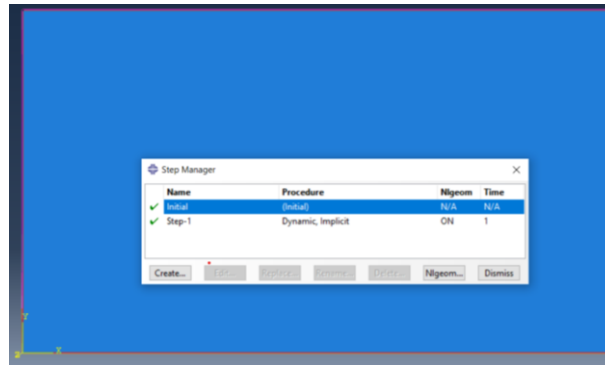 Step Manager
Name Procedure Nlgeom Time
Initial (Initial) N/A N/A
Step-1 Dynamic, Implicit ON 1
Create... Edit... Replace... Rename... Delete... Nlgeom... Dismiss
Y
Z X